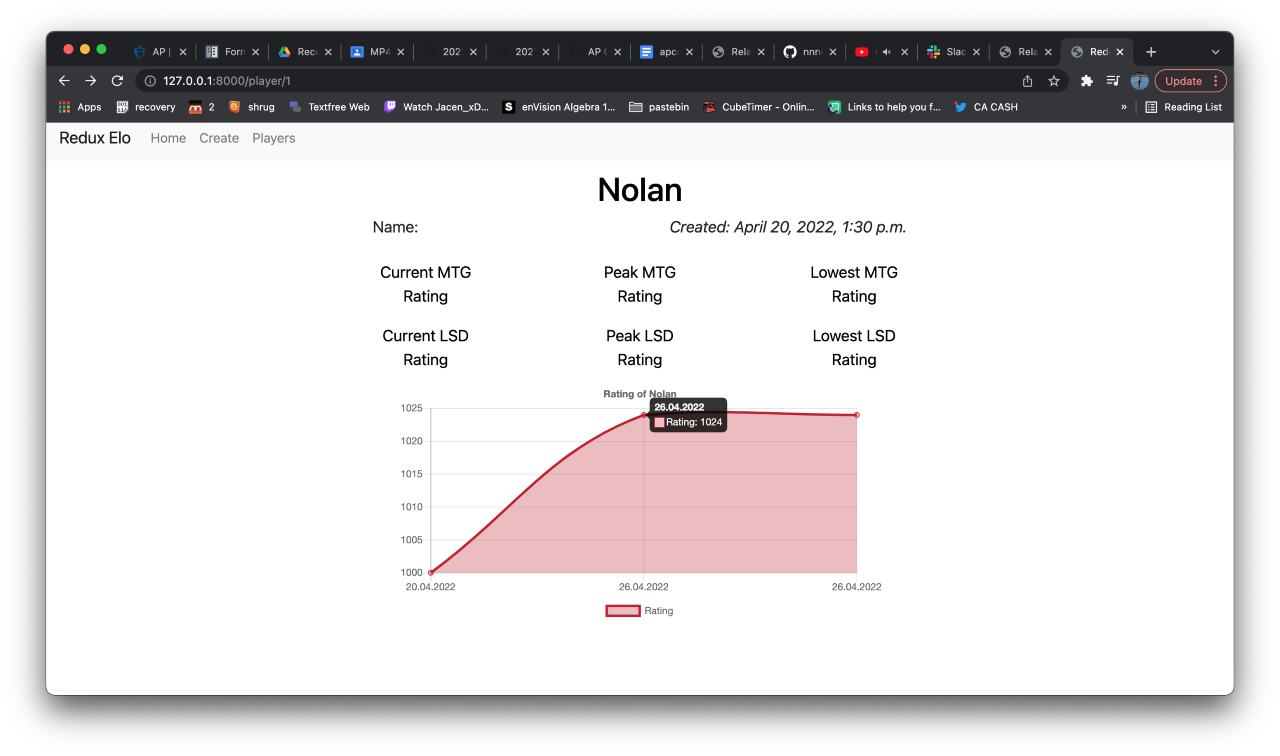 AP | Forn Reco MP4 202 202 AP C apc Rela nnn Slac Rela Red
127.0.0.1:8000/player/1 Update
Apps recovery 2 shrug Textfree Web Watch Jacen_xD... S enVision Algebra 1... pastebin CubeTimer - Onlin... Links to help you f... CA CASH » Reading List
Redux Elo Home Create Players
Nolan
Name: Created: April 20, 2022, 1:30 p.m.
Current MTG Peak MTG Lowest MTG
Rating Rating Rating
Current LSD Peak LSD Lowest LSD
Rating Rating Rating
Rating of Nolan
26.04.2022
Rating: 1024
1025
1020
1015
1010
1005
1000
20.04.2022 26.04.2022 26.04.2022
Rating